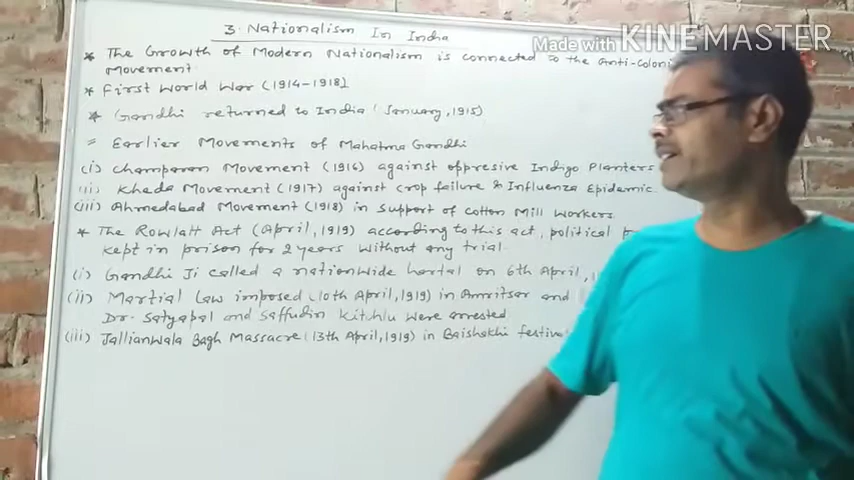 3. Nationalism In India
Made with KINEMASTER
* The Growth of Modern Nationalism is connected to the Anti-Coloni
Movement
* First World War (1914-1918)
* Gandhi returned to India (January, 1915)
= Earlier Movements of Mahatma Gandhi
(i) Champaran Movement (1916) against oppresive Indigo Planters
(ii) Kheda Movement (1917) against Crop failure & Influenza Epidemic
(iii) Ahmedabad Movement (1918) in support of Cotton Mill Workers
* The Rowlatt Act (April, 1919) according to this act, political
kept in prison for 2 years without any trial
(i) Gandhi Ji called a nationwide hartal on 6th April,
(ii) Martial law imposed (10th April, 1919) in Amritsar and
Dr. Satyapal and Saffudin Kitchlu were arrested
(iii) Jallianwala Bagh Massacre (13th April, 1919) in Baishakhi festival